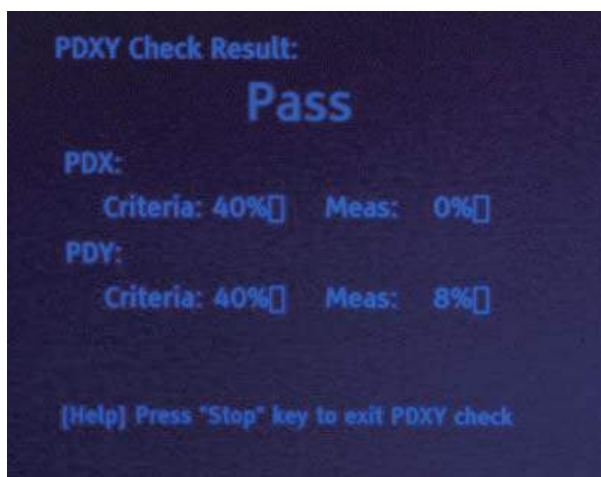 PDXY Check Result:
Pass
PDX:
Criteria: 40%▯ Meas: 0%▯
PDY:
Criteria: 40%▯ Meas: 8%▯
[Help] Press "Stop" key to exit PDXY check